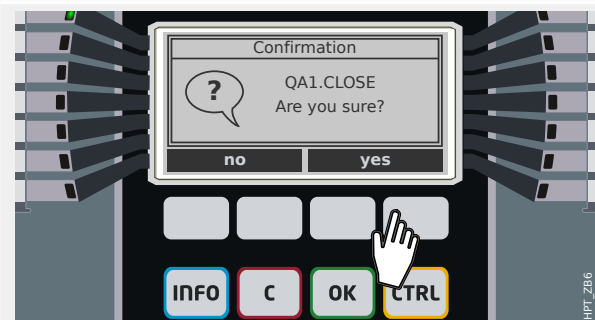 Confirmation
?
QA1.CLOSE
Are you sure?
no yes
INFO C OK CTRL
HPT_ZB6